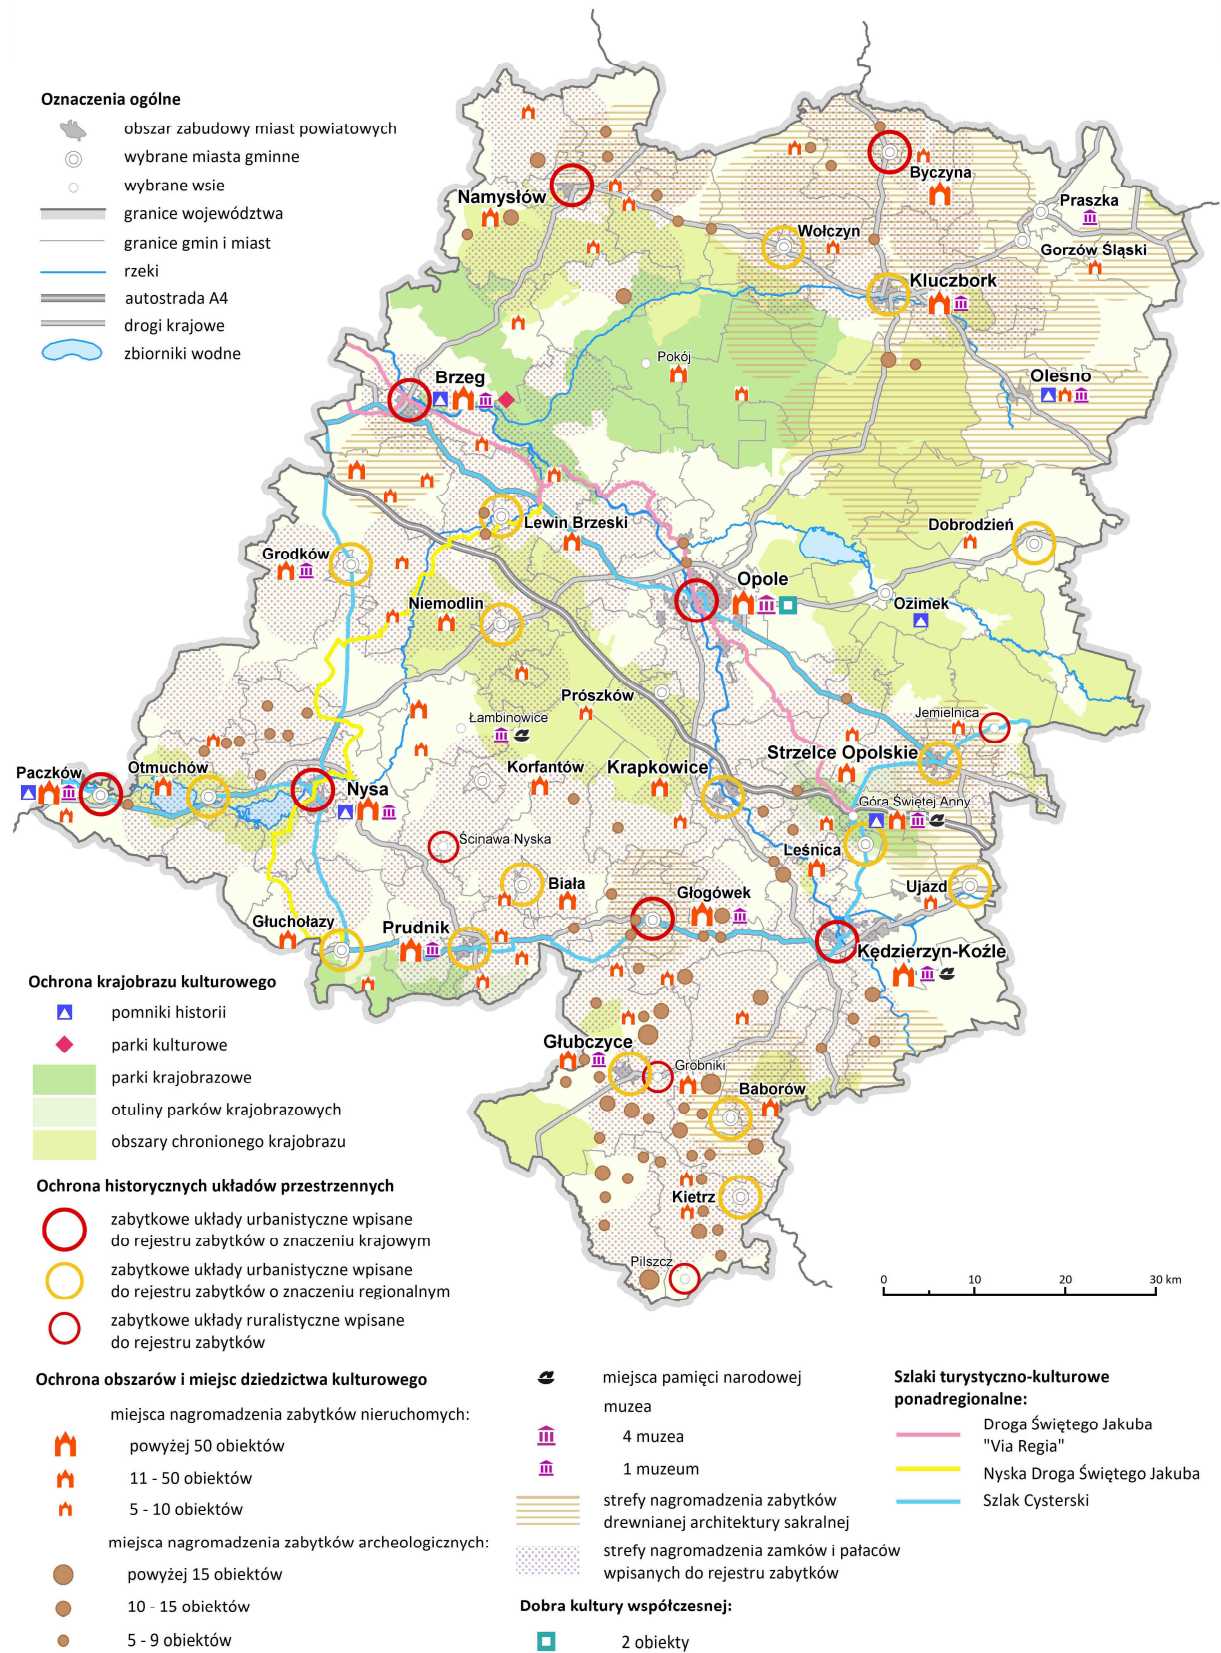 Oznaczenia ogólne
obszar zabudowy miast powiatowych
wybrane miasta gminne
wybrane wsie
granice województwa
granice gmin i miast
rzeki
autostrada A4
drogi krajowe
zbiorniki wodne
Namysłów
Byczyna
Praszka
Wołczyn
Gorzów Śląski
Kluczbork
Pokój
Olesno
Brzeg
Lewin Brzeski
Dobrodzień
Grodków
Opole
Niemodlin
Ozimek
Prószków
Łambinowice
Jemielnica
Strzelce Opolskie
Paczków
Otmuchów
Nysa
Korfantów
Krapkowice
Góra Świętej Anny
Ścinawa Nyska
Leśnica
Biała
Głogówek
Ujazd
Głuchołazy
Prudnik
Kędzierzyn-Koźle
Głubczyce
Grobniki
Baborów
Kietrz
Pilszcz
0 10 20 30 km
Ochrona krajobrazu kulturowego
pomniki historii
parki kulturowe
parki krajobrazowe
otuliny parków krajobrazowych
obszary chronionego krajobrazu
Ochrona historycznych układów przestrzennych
zabytkowe układy urbanistyczne wpisane
do rejestru zabytków o znaczeniu krajowym
zabytkowe układy urbanistyczne wpisane
do rejestru zabytków o znaczeniu regionalnym
zabytkowe układy ruralistyczne wpisane
do rejestru zabytków
Ochrona obszarów i miejsc dziedzictwa kulturowego
miejsca nagromadzenia zabytków nieruchomych:
powyżej 50 obiektów
11 - 50 obiektów
5 - 10 obiektów
miejsca nagromadzenia zabytków archeologicznych:
powyżej 15 obiektów
10 - 15 obiektów
5 - 9 obiektów
miejsca pamięci narodowej
muzea
4 muzea
1 muzeum
strefy nagromadzenia zabytków
drewnianej architektury sakralnej
strefy nagromadzenia zamków i pałaców
wpisanych do rejestru zabytków
Dobra kultury współczesnej:
2 obiekty
Szlaki turystyczno-kulturowe
ponadregionalne:
Droga Świętego Jakuba
"Via Regia"
Nyska Droga Świętego Jakuba
Szlak Cysterski